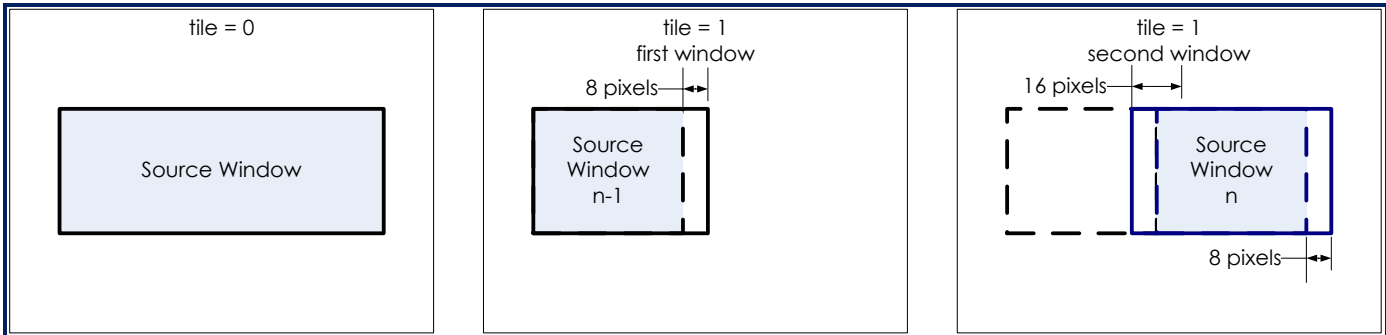 tile = 0
Source Window
tile = 1
first window
8 pixels
Source
Window
n-1
tile = 1
second window
16 pixels
Source
Window
n
8 pixels